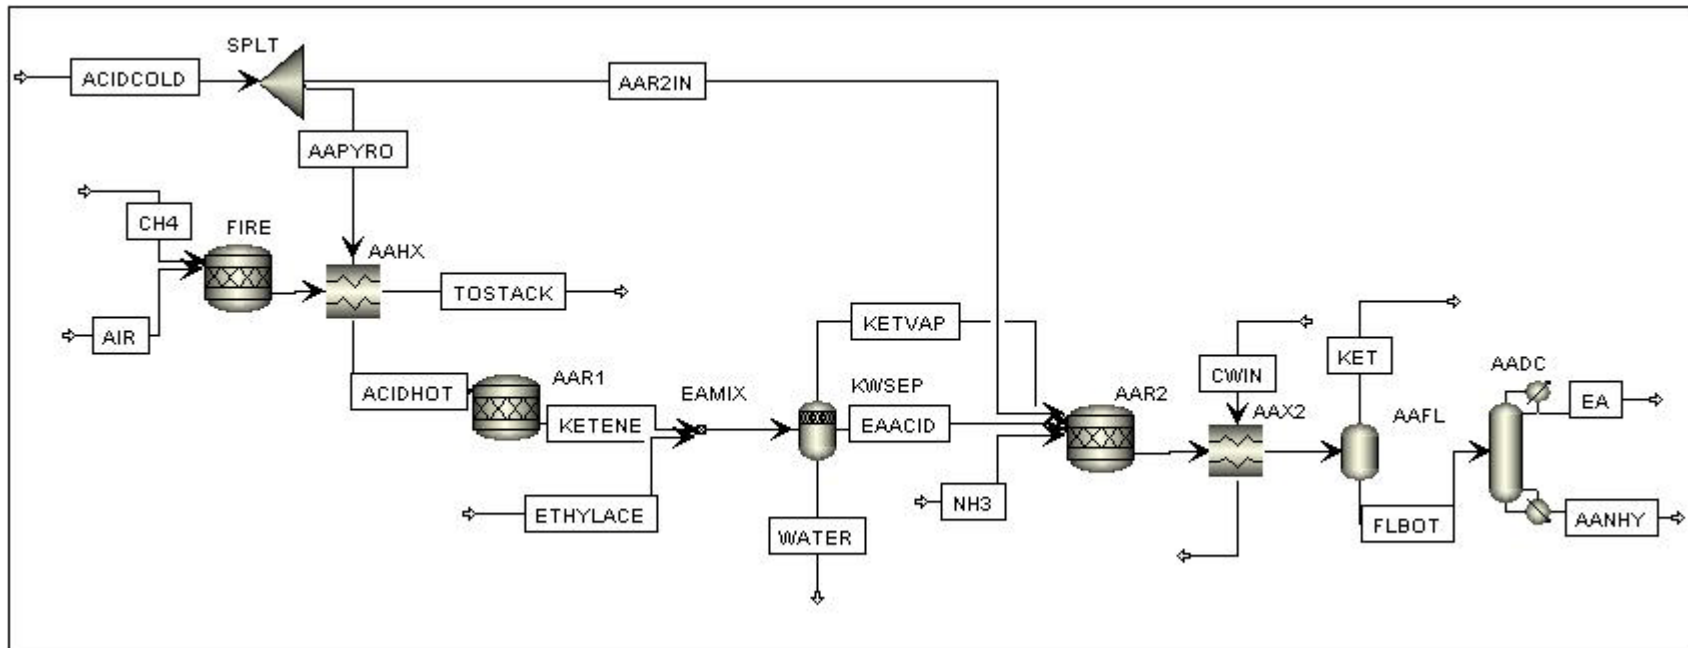 SPLT
ACIDCOLD
AAR2IN
AAPYRO
CH4
FIRE
AAHX
TOSTACK
AIR
KETVAP
KET
CWIN
AADC
ACIDHOT
AAR1
EAMIX
KWSEP
AAR2
AAX2
AAFL
EA
KETENE
EAACID
NH3
ETHYLACE
FLBOT
AANHY
WATER